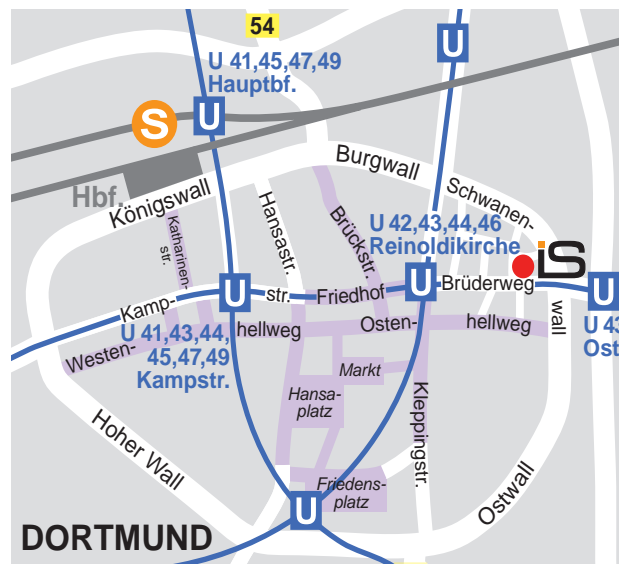 54
U
U 41,45,47,49
Hauptbf.
S
U
Burgwall
Hbf.
Königswall
Schwanen-
Katharinen-
str.
Hansastr.
Brückstr.
U 42,43,44,46
Reinoldikirche
iS
Kamp-
U
str.
Friedhof
U
Brüderweg
U
wall
U 41,43,44,
45,47,49
Kampstr.
Westen-
hellweg
Osten-
hellweg
U 43
Ost
Markt
Hansa-
platz
Kleppingstr.
Hoher Wall
Friedens-
platz
Ostwall
U
DORTMUND